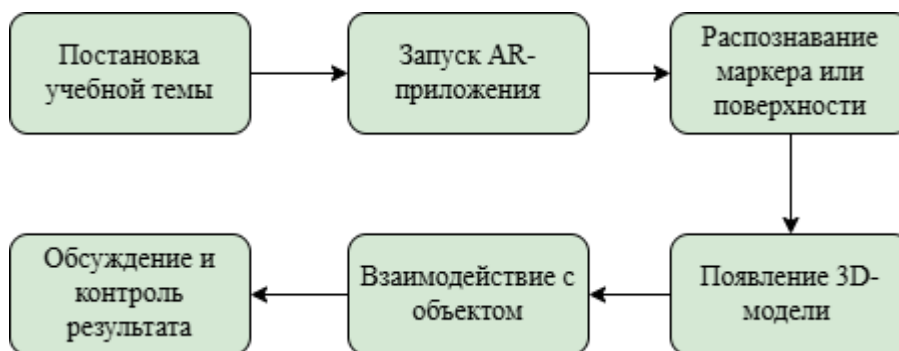 Постановка
учебной темы
Запуск AR-
приложения
Распознавание
маркера или
поверхности
Появление 3D-
модели
Взаимодействие с
объектом
Обсуждение и
контроль
результата